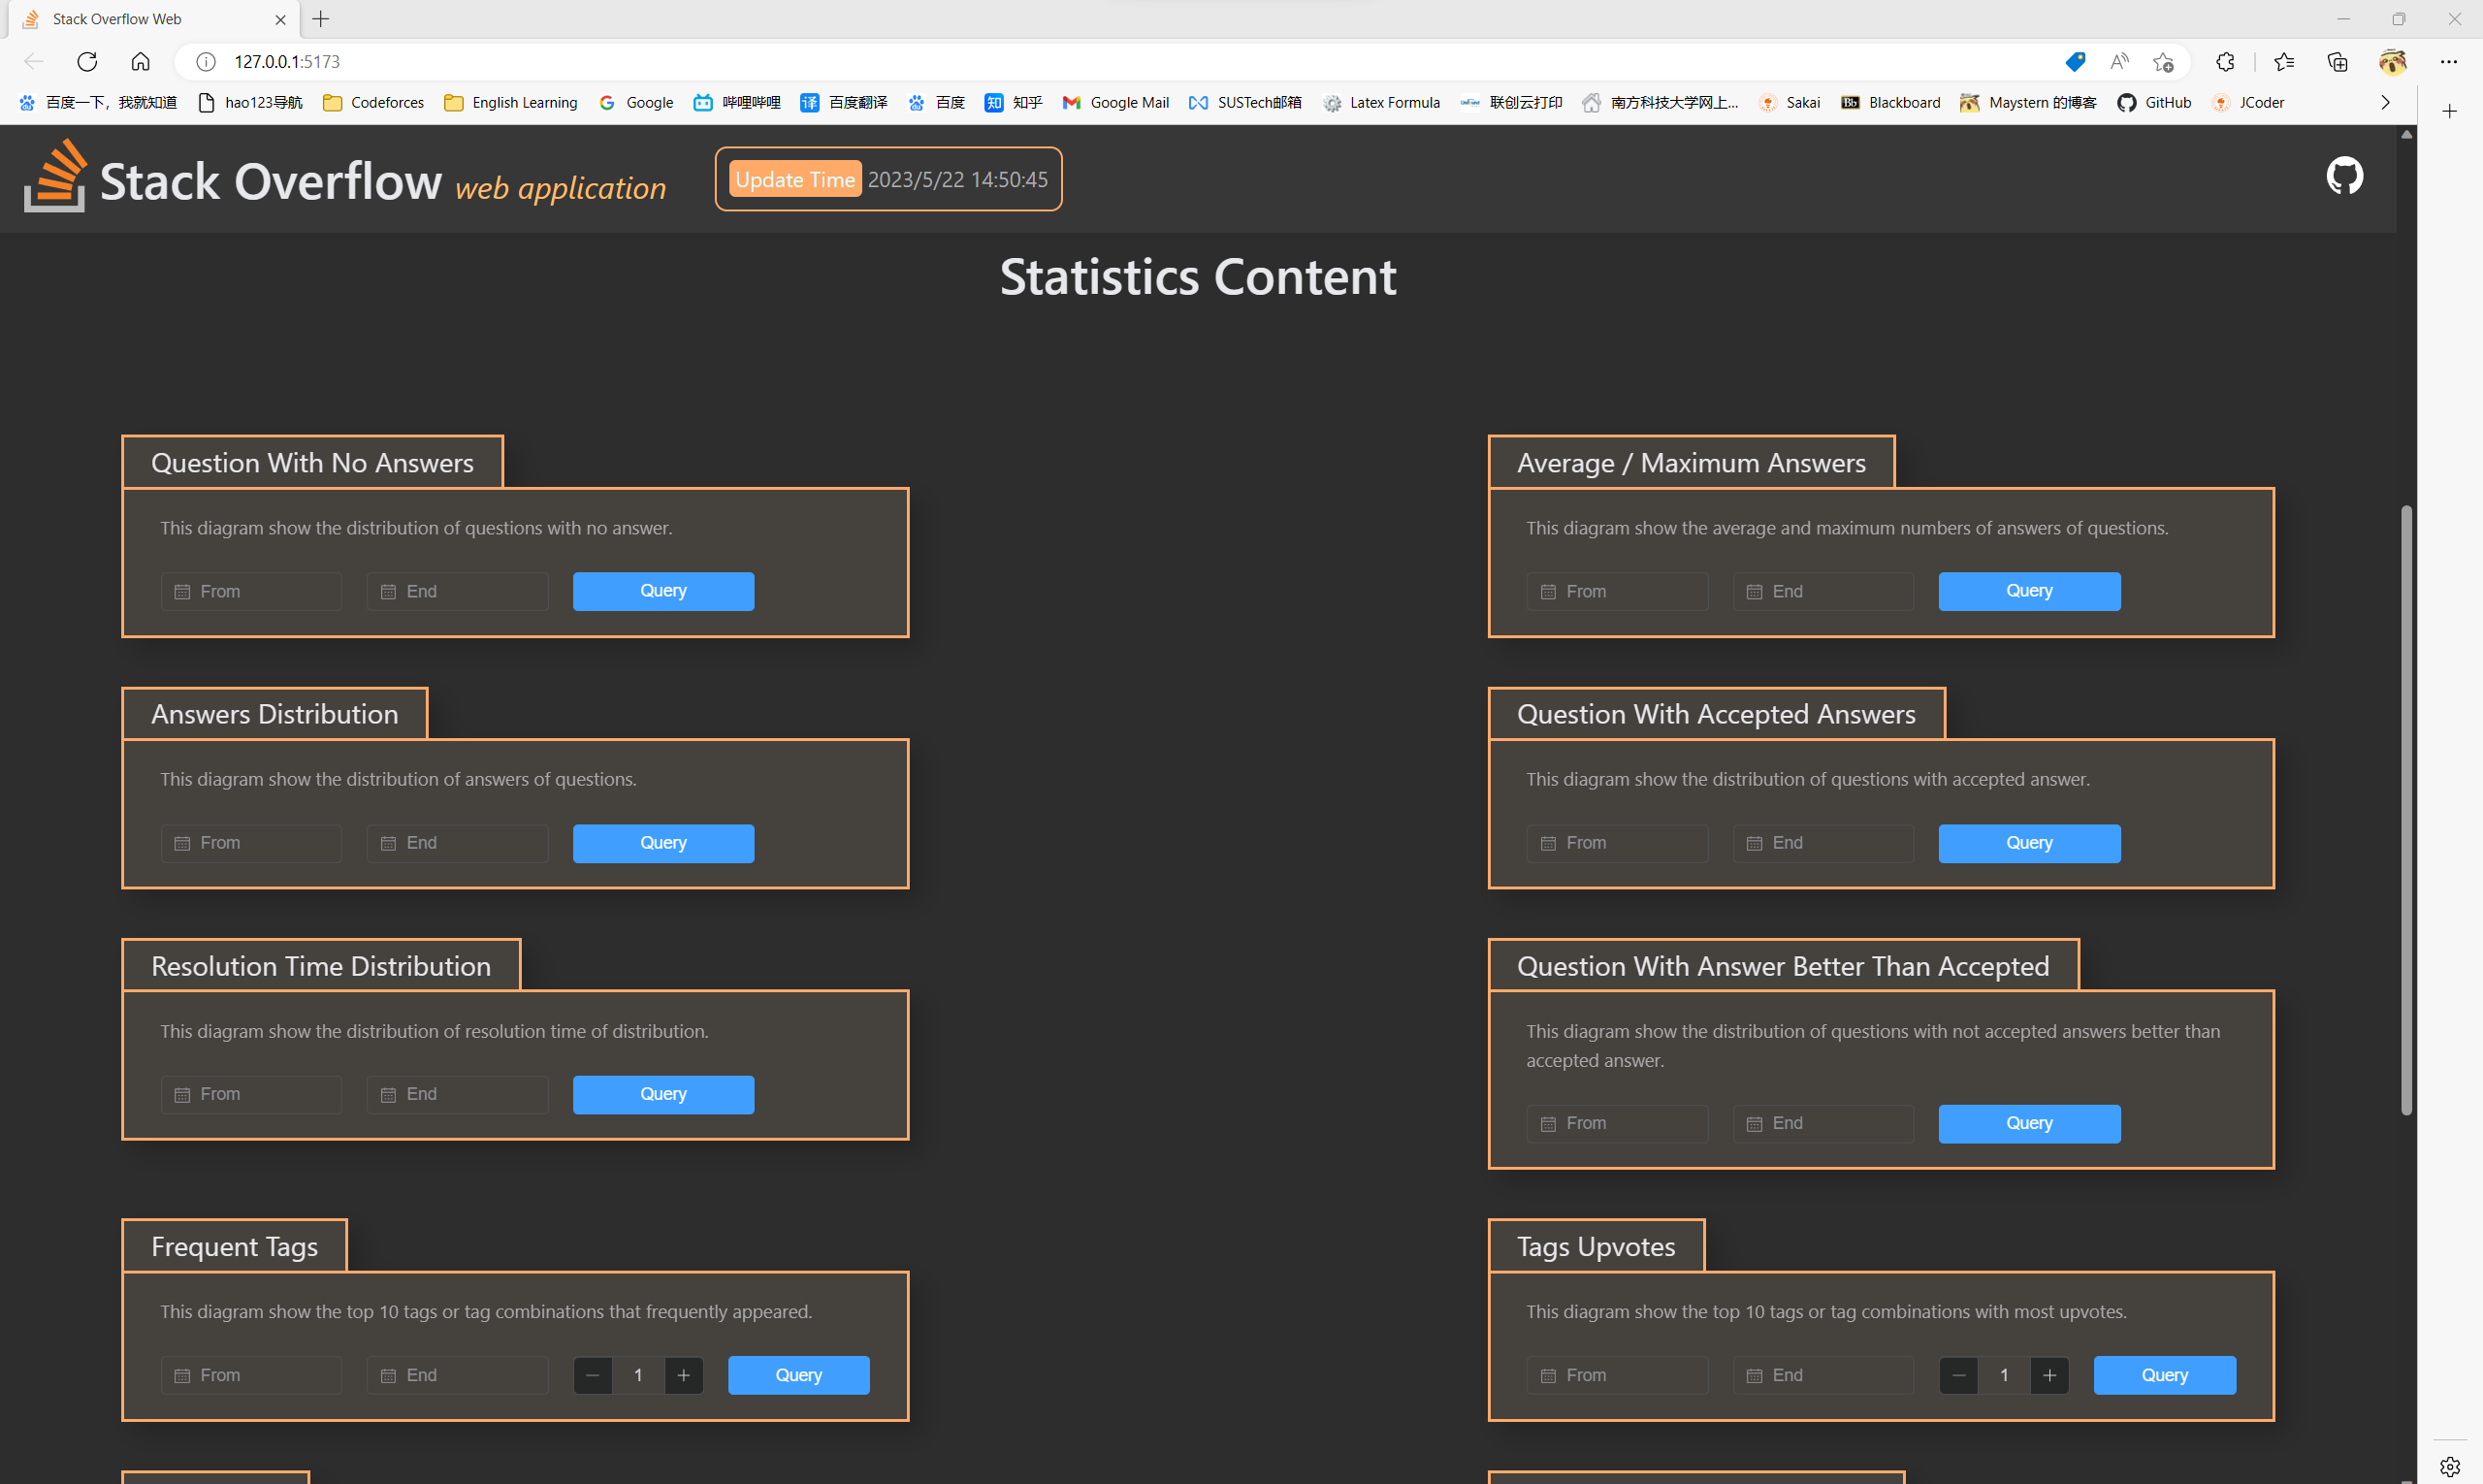 Stack Overflow Web
127.0.0.1:5173
百度一下，我就知道 hao123导航 Codeforces English Learning Google 哔哩哔哩 百度翻译 百度 知乎 Google Mail SUSTech邮箱 Latex Formula 联创云打印 南方科技大学网上... Sakai Blackboard Maystern 的博客 GitHub JCoder
Stack Overflow web application Update Time 2023/5/22 14:50:45
Statistics Content
Question With No Answers
This diagram show the distribution of questions with no answer.
From End Query
Average / Maximum Answers
This diagram show the average and maximum numbers of answers of questions.
From End Query
Answers Distribution
This diagram show the distribution of answers of questions.
From End Query
Question With Accepted Answers
This diagram show the distribution of questions with accepted answer.
From End Query
Resolution Time Distribution
This diagram show the distribution of resolution time of distribution.
From End Query
Question With Answer Better Than Accepted
This diagram show the distribution of questions with not accepted answers better than
accepted answer.
From End Query
Frequent Tags
This diagram show the top 10 tags or tag combinations that frequently appeared.
From End − 1 + Query
Tags Upvotes
This diagram show the top 10 tags or tag combinations with most upvotes.
From End − 1 + Query